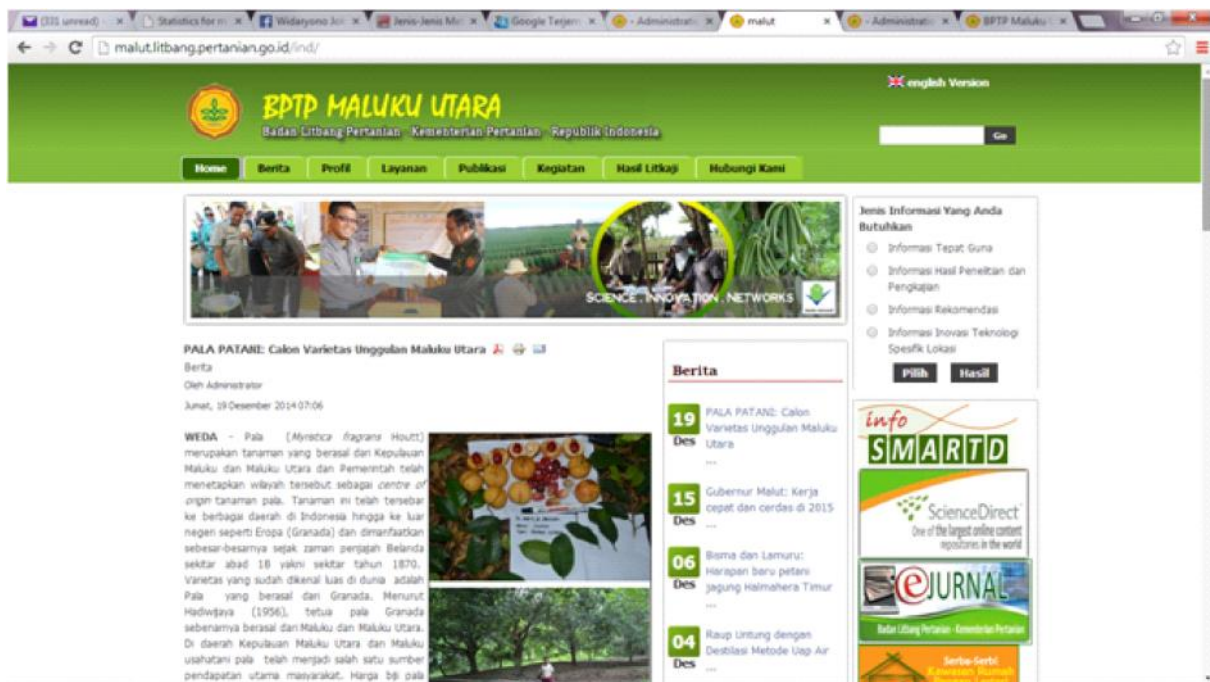 (331 unread) -
Statistics for m
Widaryono Jon
Jenis-Jenis
Google Terjem
- Administrati
malut
- Administrati
BPTP Maluku U
malut.litbang.pertanian.go.id/ind/
english Version
BPTP MALUKU UTARA
Badan Litbang Pertanian - Kementerian Pertanian - Republik Indonesia
Go
Home Berita Profil Layanan Publikasi Kegiatan Hasil Litkaji Hubungi Kami
SCIENCE . INNOVATION . NETWORKS
PALA PATANI: Calon Varietas Unggulan Maluku Utara
Berita
Oleh Administrator
Jumat, 19 Desember 2014 07:06
WEDA - Pala (Myristica fragrans Houtt)
merupakan tanaman yang berasal dari Kepulauan
Maluku dan Maluku Utara dan Pemerintah telah
menetapkan wilayah tersebut sebagai centre of
origin tanaman pala. Tanaman ini telah tersebar
ke berbagai daerah di Indonesia hingga ke luar
negeri seperti Eropa (Granada) dan dimanfaatkan
sebesar-besarnya sejak zaman penjajah Belanda
sekitar abad 18 yakni sekitar tahun 1870.
Varietas yang sudah dikenal luas di dunia adalah
Pala yang berasal dari Granada. Menurut
Hadiwijaya (1956), tetua pala Granada
sebenarnya berasal dari Maluku dan Maluku Utara.
Di daerah Kepulauan Maluku Utara dan Maluku
usahatani pala telah menjadi salah satu sumber
pendapatan utama masyarakat. Harga biji pala
Berita
19
Des
PALA PATANI: Calon
Varietas Unggulan Maluku
Utara
...
15
Des
Gubernur Malut: Kerja
cepat dan cerdas di 2015
...
06
Des
Bisma dan Lamuru:
Harapan baru petani
jagung Halmahera Timur
...
04
Des
Raup Untung dengan
Destilasi Metode Uap Air
...
Jenis Informasi Yang Anda
Butuhkan
Informasi Tepat Guna
Informasi Hasil Penelitian dan
Pengkajian
Informasi Rekomendasi
Informasi Inovasi Teknologi
Spesifik Lokasi
Pilih Hasil
info
SMARTD
ScienceDirect
One of the largest online content
repositories in the world
eJURNAL
Badan Litbang Pertanian - Kementerian Pertanian
Serba-Serbi
Kawasan Rumah